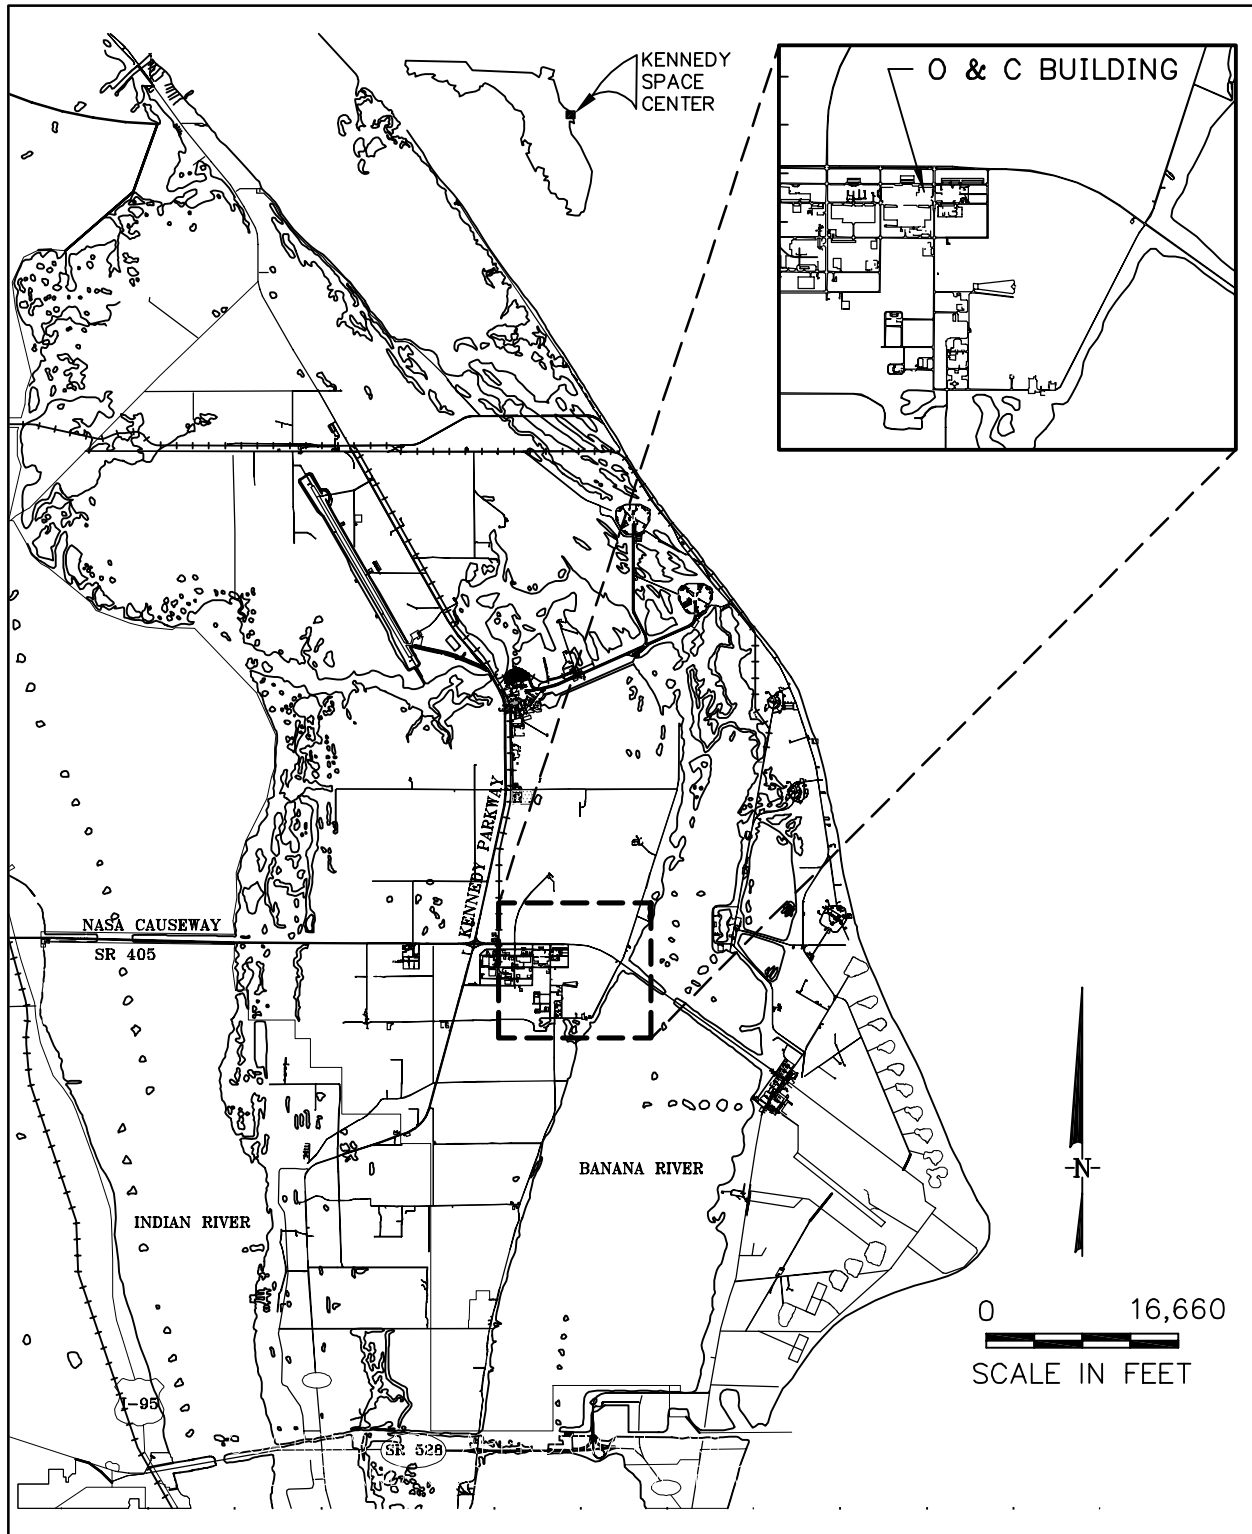 KENNEDY
SPACE
CENTER
O & C BUILDING
KENNEDY PARKWAY
NASA CAUSEWAY
SR 405
BANANA RIVER
INDIAN RIVER
-N-
0 16,660
SCALE IN FEET
I-95
SR 528